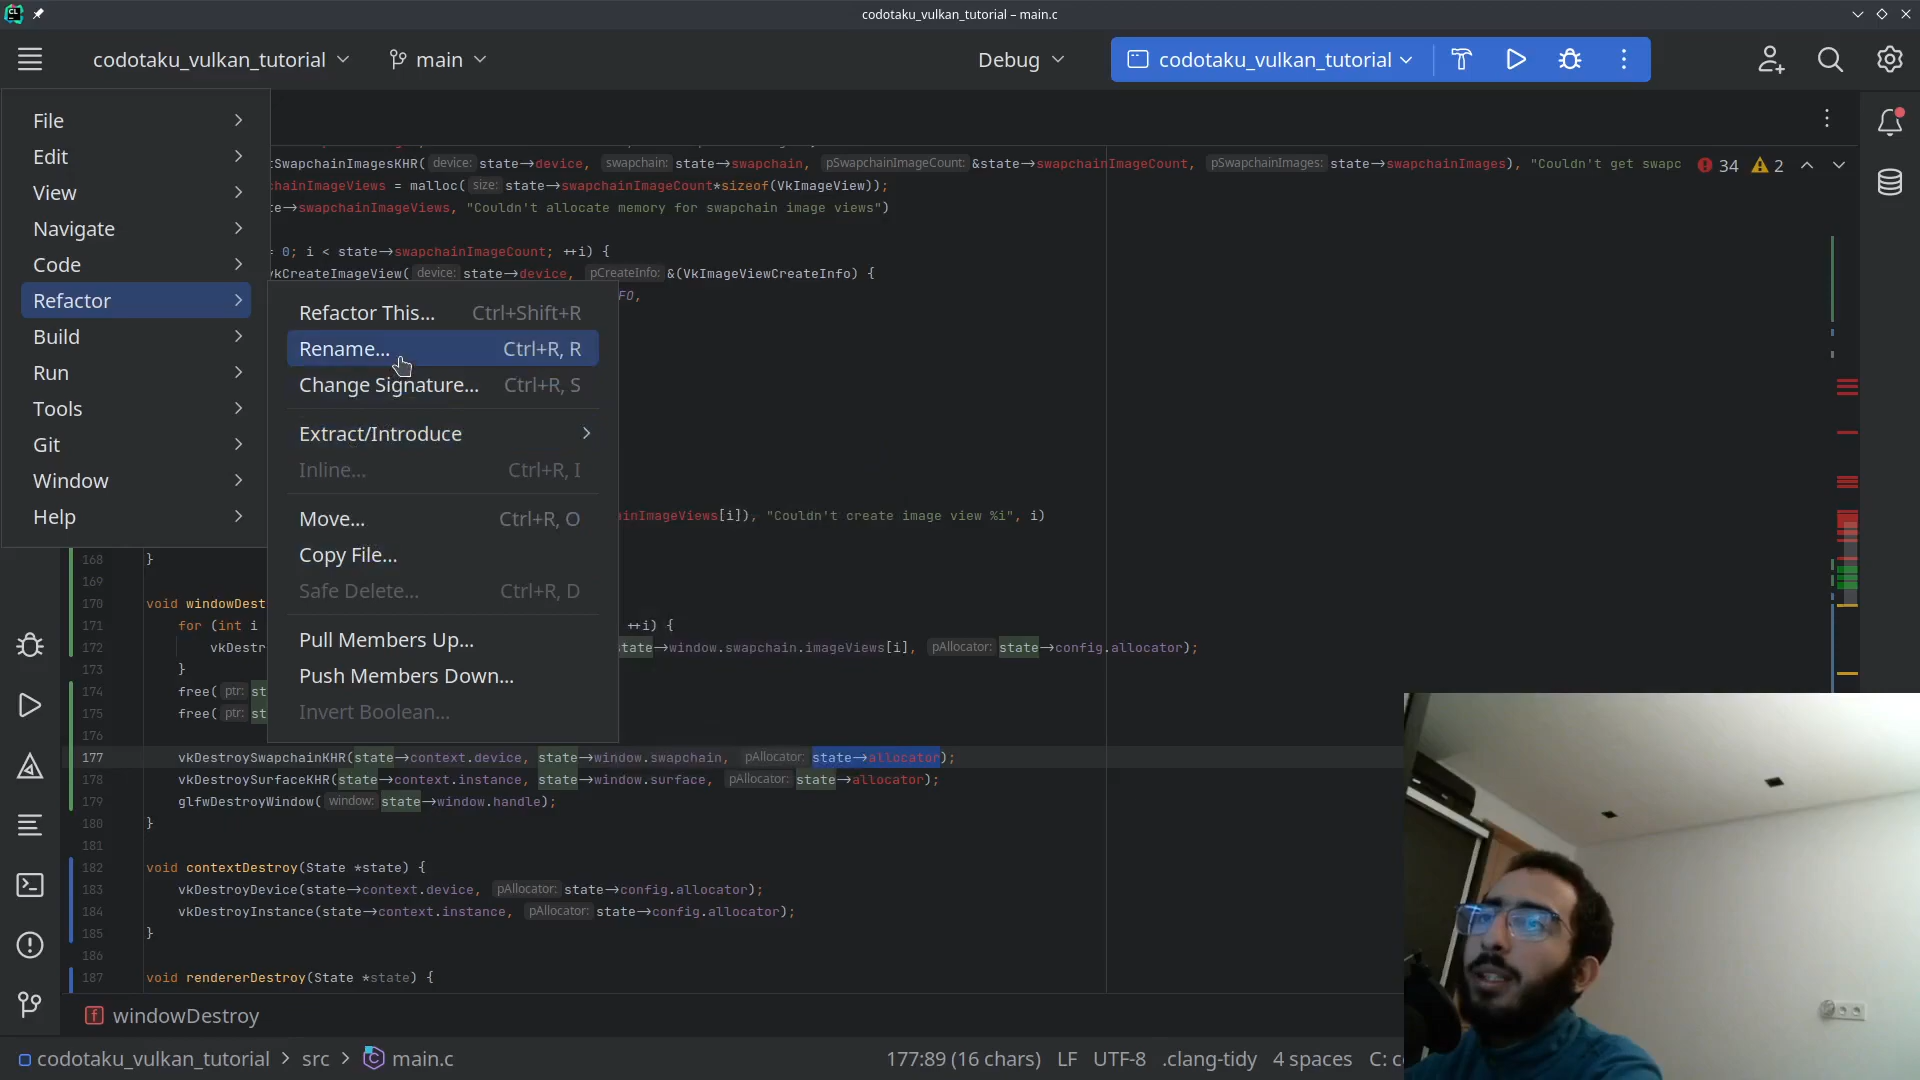 codotaku_vulkan_tutorial – main.c
codotaku_vulkan_tutorial
main
Debug
codotaku_vulkan_tutorial
File
Edit
View
Navigate
Code
Refactor
Build
Run
Tools
Git
Window
Help
Refactor This... Ctrl+Shift+R
Rename... Ctrl+R, R
Change Signature... Ctrl+R, S
Extract/Introduce
Inline... Ctrl+R, I
Move... Ctrl+R, O
Copy File...
Safe Delete... Ctrl+R, D
Pull Members Up...
Push Members Down...
Invert Boolean...
tSwapchainImagesKHR( device: state→device, swapchain: state→swapchain, pSwapchainImageCount: &state→swapchainImageCount, pSwapchainImages: state→swapchainImages), "Couldn't get swapc
34 2
hainImageViews = malloc( size: state→swapchainImageCount*sizeof(VkImageView));
te→swapchainImageViews, "Couldn't allocate memory for swapchain image views")
= 0; i < state→swapchainImageCount; ++i) {
vkCreateImageView( device: state→device, pCreateInfo: &(VkImageViewCreateInfo) {
FO,
ainImageViews[i]), "Couldn't create image view %i", i)
168 }
169
170 void windowDest
171 for (int i ++i) {
172 vkDestr state→window.swapchain.imageViews[i], pAllocator: state→config.allocator);
173 }
174 free( ptr: st
175 free( ptr: st
176
177 vkDestroySwapchainKHR(state→context.device, state→window.swapchain, pAllocator: state→allocator);
178 vkDestroySurfaceKHR(state→context.instance, state→window.surface, pAllocator: state→allocator);
179 glfwDestroyWindow( window: state→window.handle);
180 }
181
182 void contextDestroy(State *state) {
183 vkDestroyDevice(state→context.device, pAllocator: state→config.allocator);
184 vkDestroyInstance(state→context.instance, pAllocator: state→config.allocator);
185 }
186
187 void rendererDestroy(State *state) {
windowDestroy
codotaku_vulkan_tutorial > src > main.c
177:89 (16 chars) LF UTF-8 .clang-tidy 4 spaces C: c